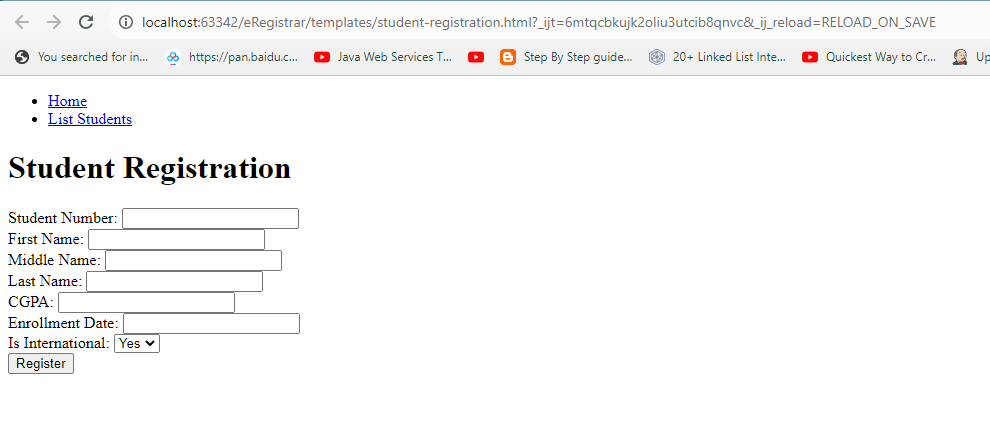 localhost:63342/eRegistrar/templates/student-registration.html?_ijt=6mtqcbkujk2oliu3utcib8qnvc&_ij_reload=RELOAD_ON_SAVE
You searched for in... https://pan.baidu.c... Java Web Services T... Step By Step guide... 20+ Linked List Inte... Quickest Way to Cr... Up
Home
List Students
Student Registration
Student Number:
First Name:
Middle Name:
Last Name:
CGPA:
Enrollment Date:
Is International: Yes
Register